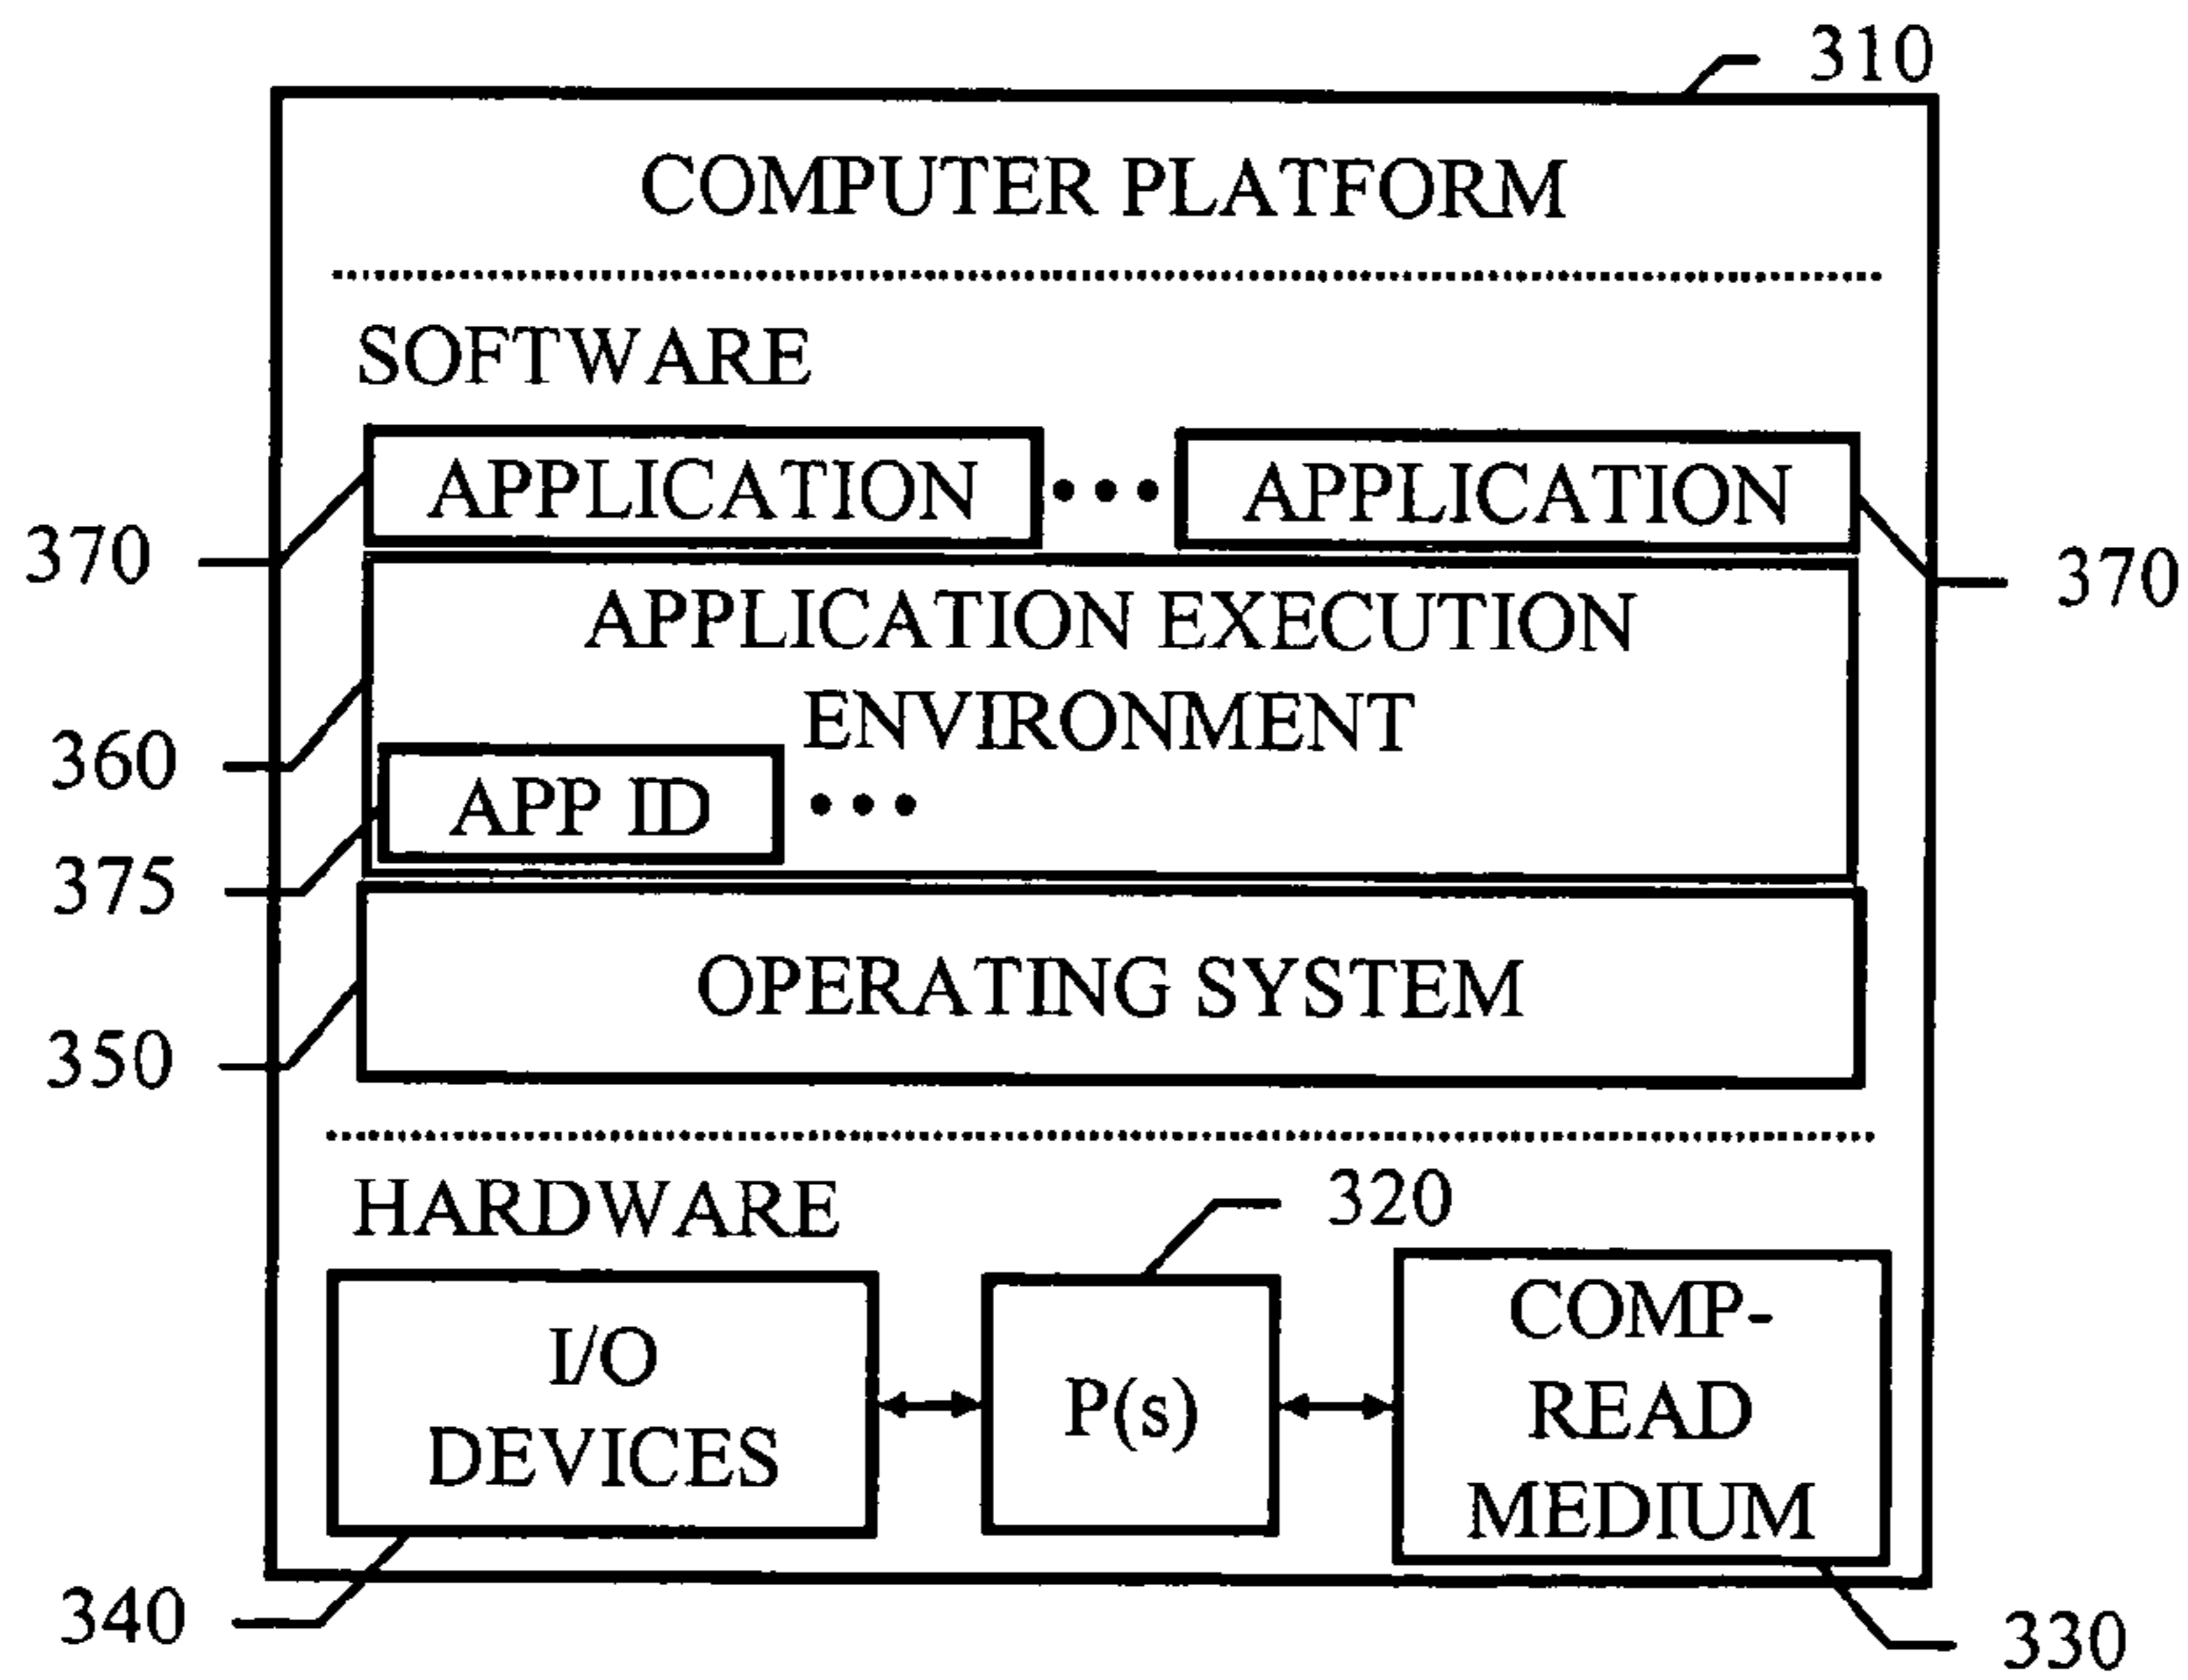 310
COMPUTER PLATFORM
SOFTWARE
APPLICATION ••• APPLICATION
370
370
APPLICATION EXECUTION
ENVIRONMENT
360
APP ID •••
375
OPERATING SYSTEM
350
HARDWARE
320
I/O
DEVICES
P(s)
COMP-
READ
MEDIUM
340
330